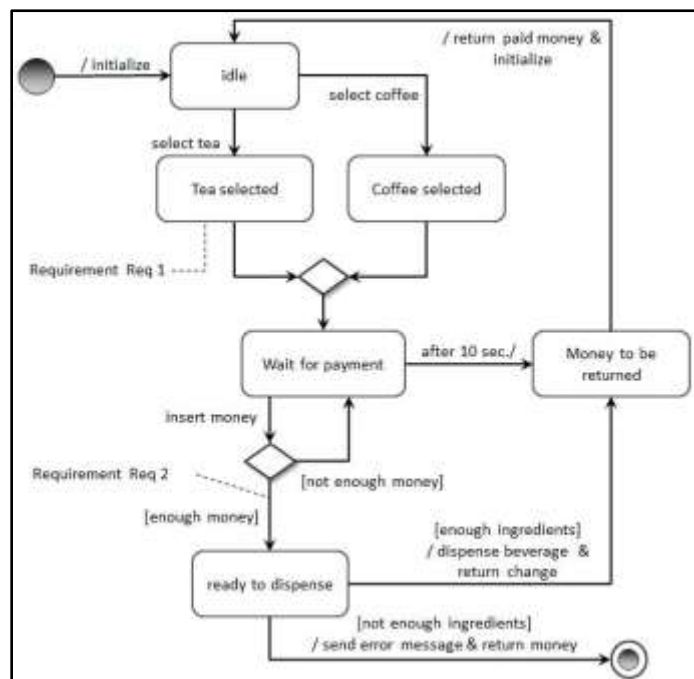 / return paid money &
initialize
/ initialize
idle
select coffee
select tea
Tea selected
Coffee selected
Requirement Req 1
Wait for payment
after 10 sec./
Money to be
returned
insert money
Requirement Req 2
[not enough money]
[enough money]
[enough ingredients]
/ dispense beverage &
return change
ready to dispense
[not enough ingredients]
/ send error message & return money